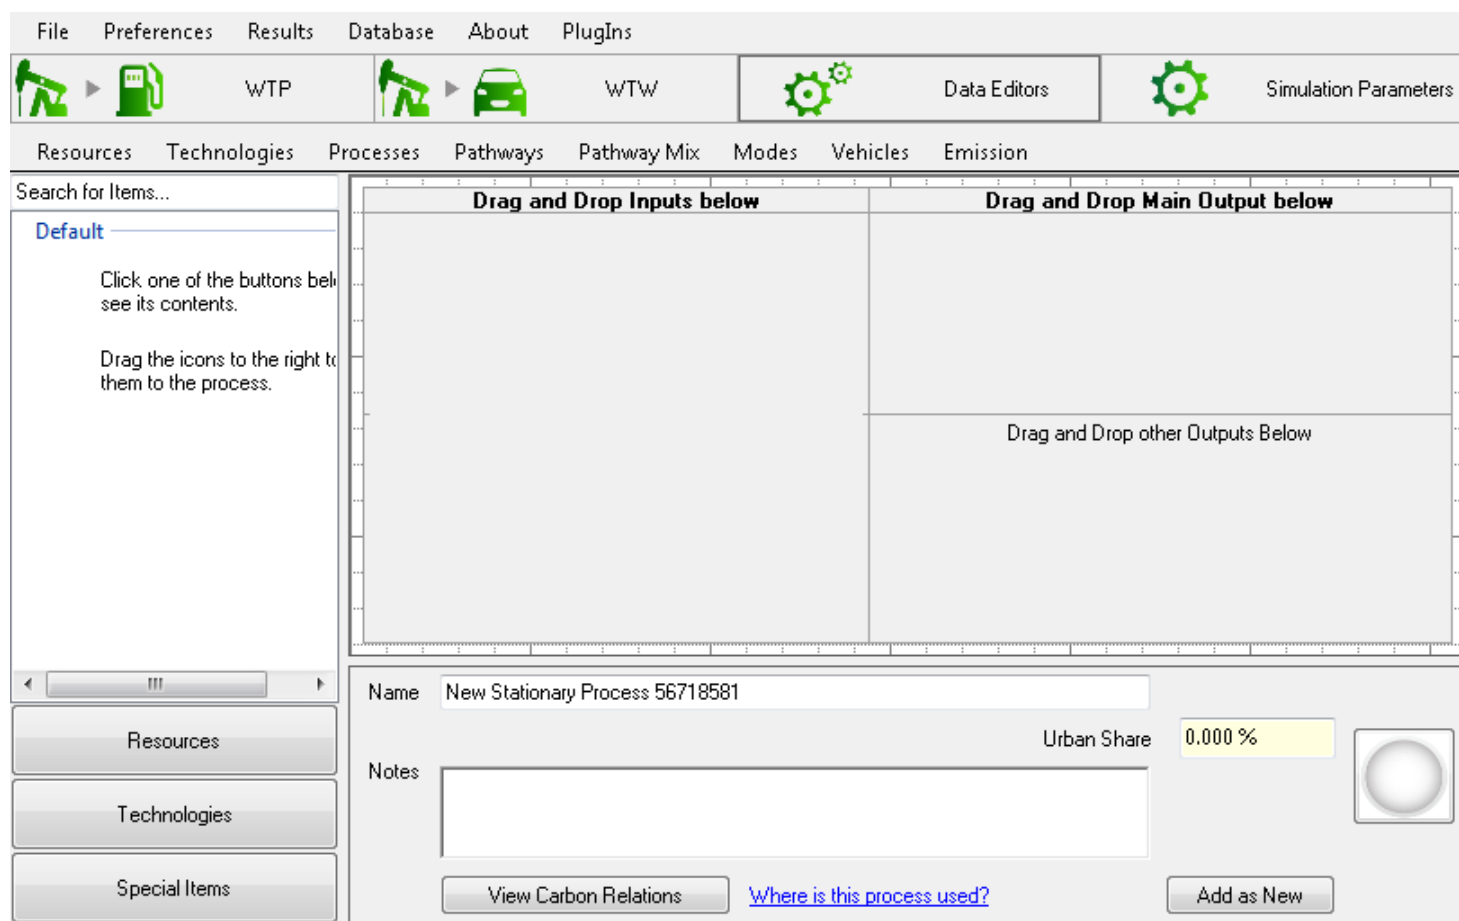 File Preferences Results Database About PlugIns
WTP WTW Data Editors Simulation Parameters
Resources Technologies Processes Pathways Pathway Mix Modes Vehicles Emission
Search for Items...
Default
Click one of the buttons bel
see its contents.
Drag the icons to the right to
them to the process.
Drag and Drop Inputs below
Drag and Drop Main Output below
Drag and Drop other Outputs Below
Resources
Technologies
Special Items
Name New Stationary Process 56718581
Urban Share 0.000 %
Notes
View Carbon Relations Where is this process used? Add as New